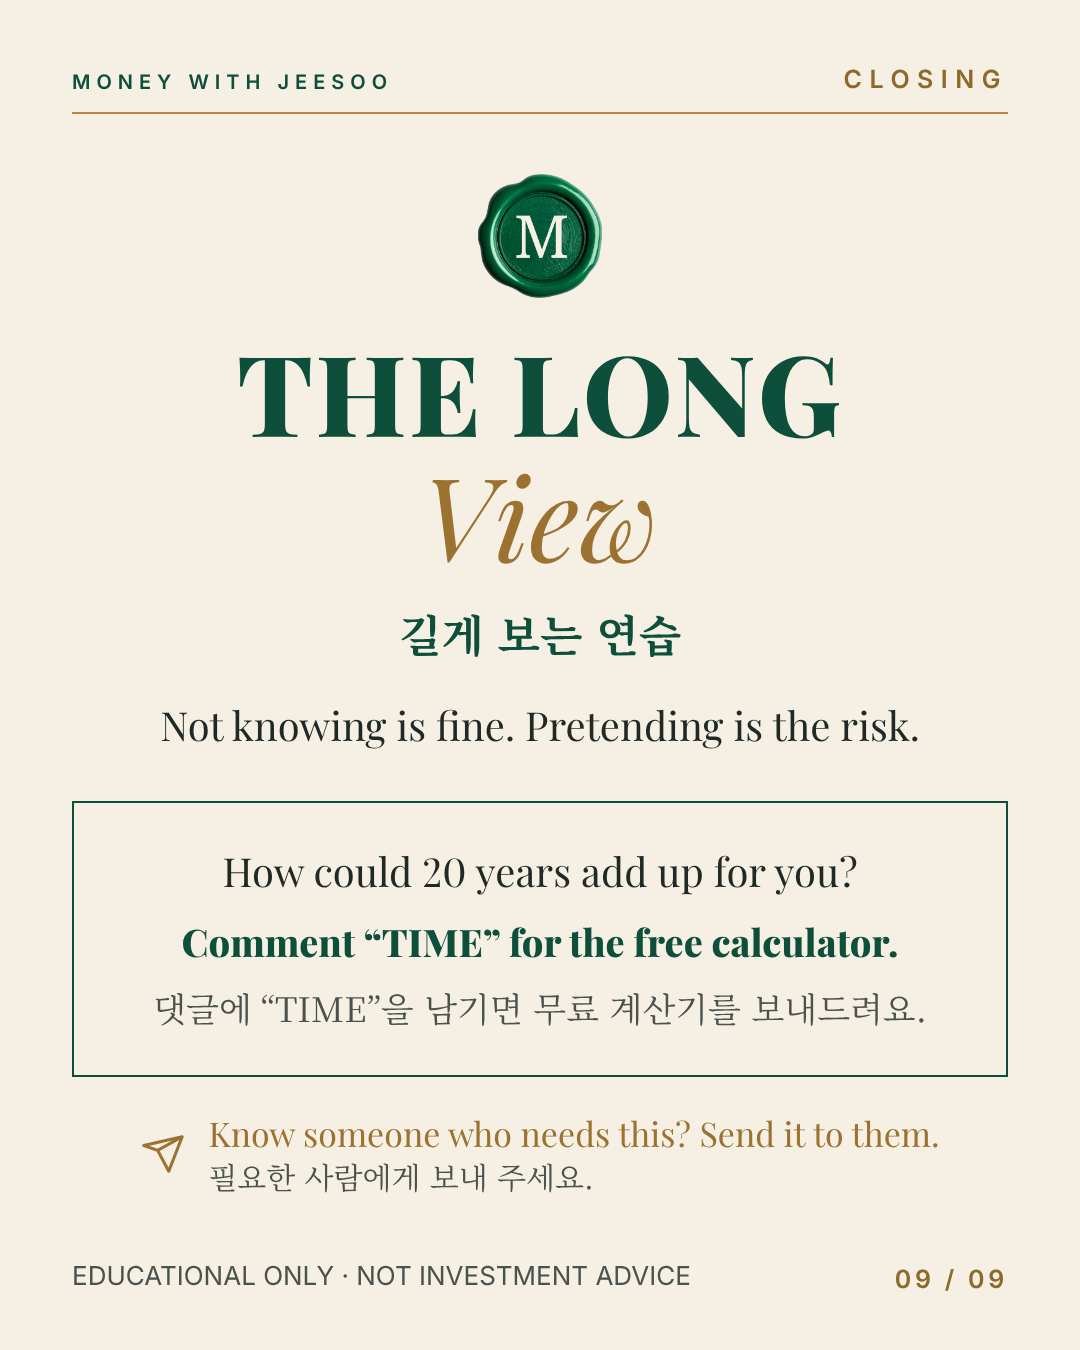 MONEY WITH JEESOO
CLOSING
M
THE LONG
View
길게 보는 연습
Not knowing is fine. Pretending is the risk.
How could 20 years add up for you?
Comment “TIME” for the free calculator.
댓글에 “TIME”을 남기면 무료 계산기를 보내드려요.
Know someone who needs this? Send it to them.
필요한 사람에게 보내 주세요.
EDUCATIONAL ONLY · NOT INVESTMENT ADVICE
09 / 09